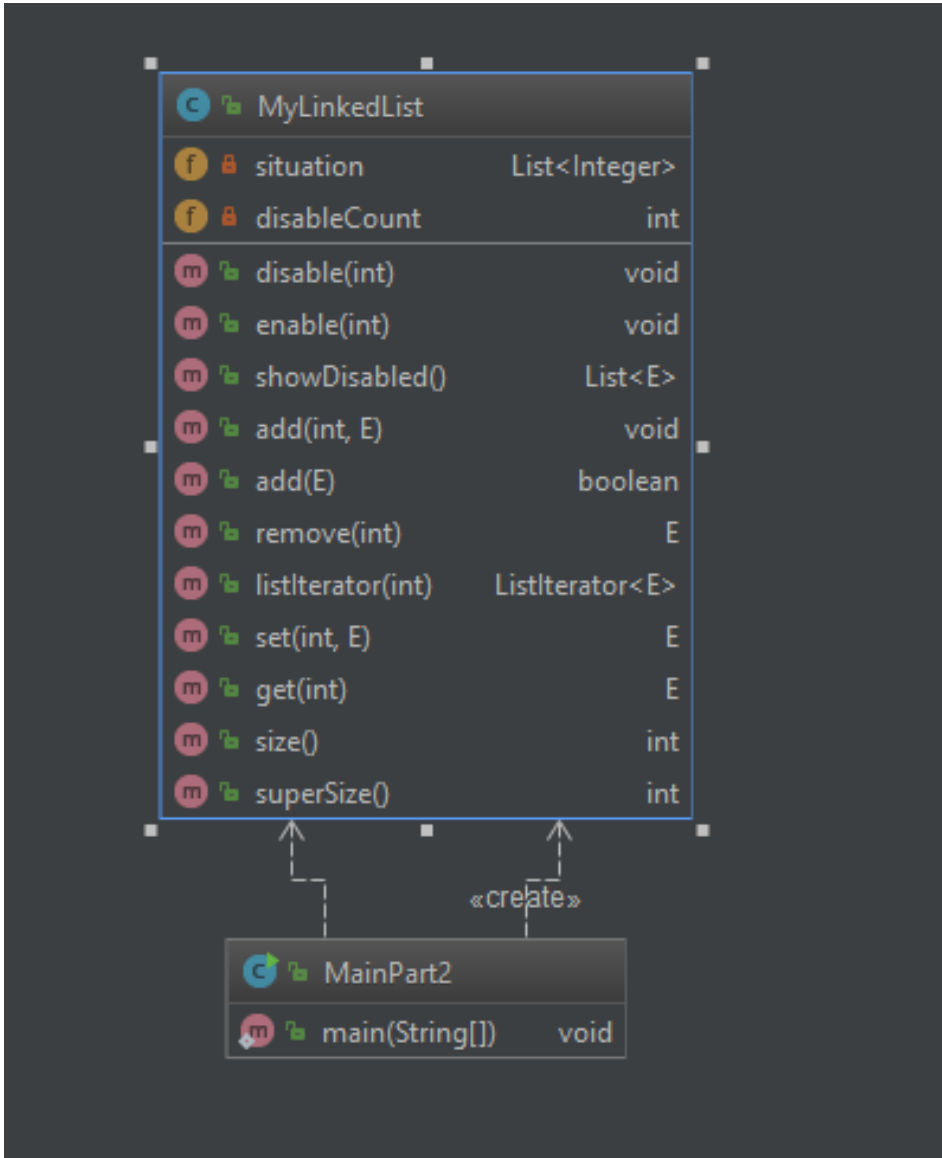 C MyLinkedList
f situation List<Integer>
f disableCount int
m disable(int) void
m enable(int) void
m showDisabled() List<E>
m add(int, E) void
m add(E) boolean
m remove(int) E
m listIterator(int) ListIterator<E>
m set(int, E) E
m get(int) E
m size() int
m superSize() int
«create»
C MainPart2
m main(String[]) void